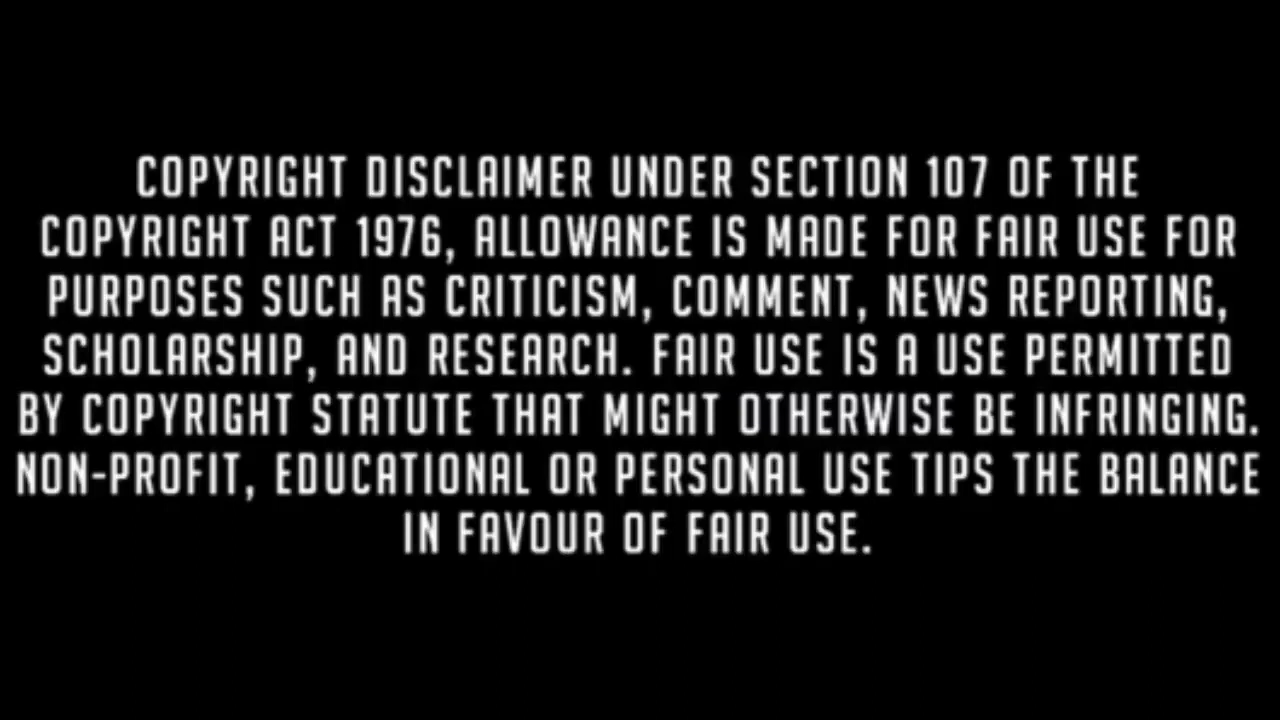 COPYRIGHT DISCLAIMER UNDER SECTION 107 OF THE
COPYRIGHT ACT 1976, ALLOWANCE IS MADE FOR FAIR USE FOR
PURPOSES SUCH AS CRITICISM, COMMENT, NEWS REPORTING,
SCHOLARSHIP, AND RESEARCH. FAIR USE IS A USE PERMITTED
BY COPYRIGHT STATUTE THAT MIGHT OTHERWISE BE INFRINGING.
NON-PROFIT, EDUCATIONAL OR PERSONAL USE TIPS THE BALANCE
IN FAVOUR OF FAIR USE.